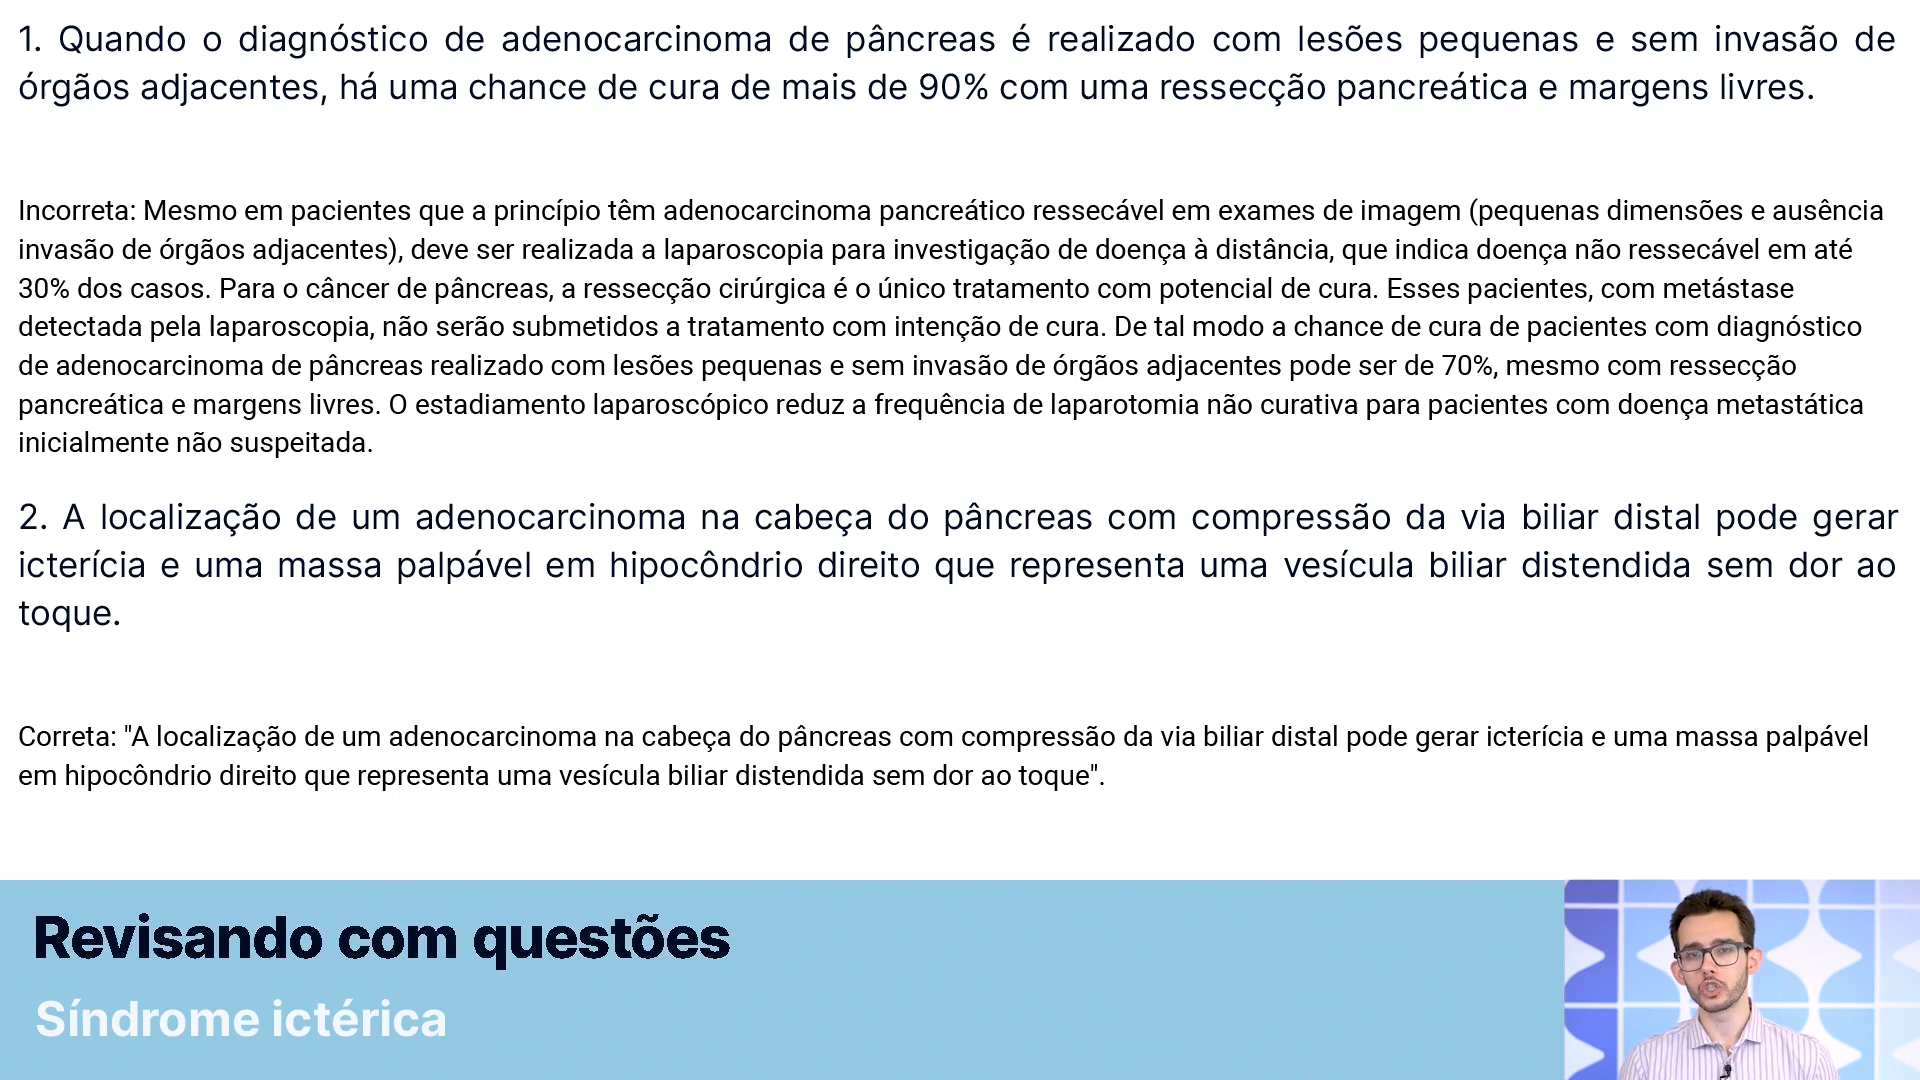 1. Quando o diagnóstico de adenocarcinoma de pâncreas é realizado com lesões pequenas e sem invasão de
órgãos adjacentes, há uma chance de cura de mais de 90% com uma ressecção pancreática e margens livres.
Incorreta: Mesmo em pacientes que a princípio têm adenocarcinoma pancreático ressecável em exames de imagem (pequenas dimensões e ausência
invasão de órgãos adjacentes), deve ser realizada a laparoscopia para investigação de doença à distância, que indica doença não ressecável em até
30% dos casos. Para o câncer de pâncreas, a ressecção cirúrgica é o único tratamento com potencial de cura. Esses pacientes, com metástase
detectada pela laparoscopia, não serão submetidos a tratamento com intenção de cura. De tal modo a chance de cura de pacientes com diagnóstico
de adenocarcinoma de pâncreas realizado com lesões pequenas e sem invasão de órgãos adjacentes pode ser de 70%, mesmo com ressecção
pancreática e margens livres. O estadiamento laparoscópico reduz a frequência de laparotomia não curativa para pacientes com doença metastática
inicialmente não suspeitada.
2. A localização de um adenocarcinoma na cabeça do pâncreas com compressão da via biliar distal pode gerar
icterícia e uma massa palpável em hipocôndrio direito que representa uma vesícula biliar distendida sem dor ao
toque.
Correta: "A localização de um adenocarcinoma na cabeça do pâncreas com compressão da via biliar distal pode gerar icterícia e uma massa palpável
em hipocôndrio direito que representa uma vesícula biliar distendida sem dor ao toque".
Revisando com questões
Síndrome ictérica